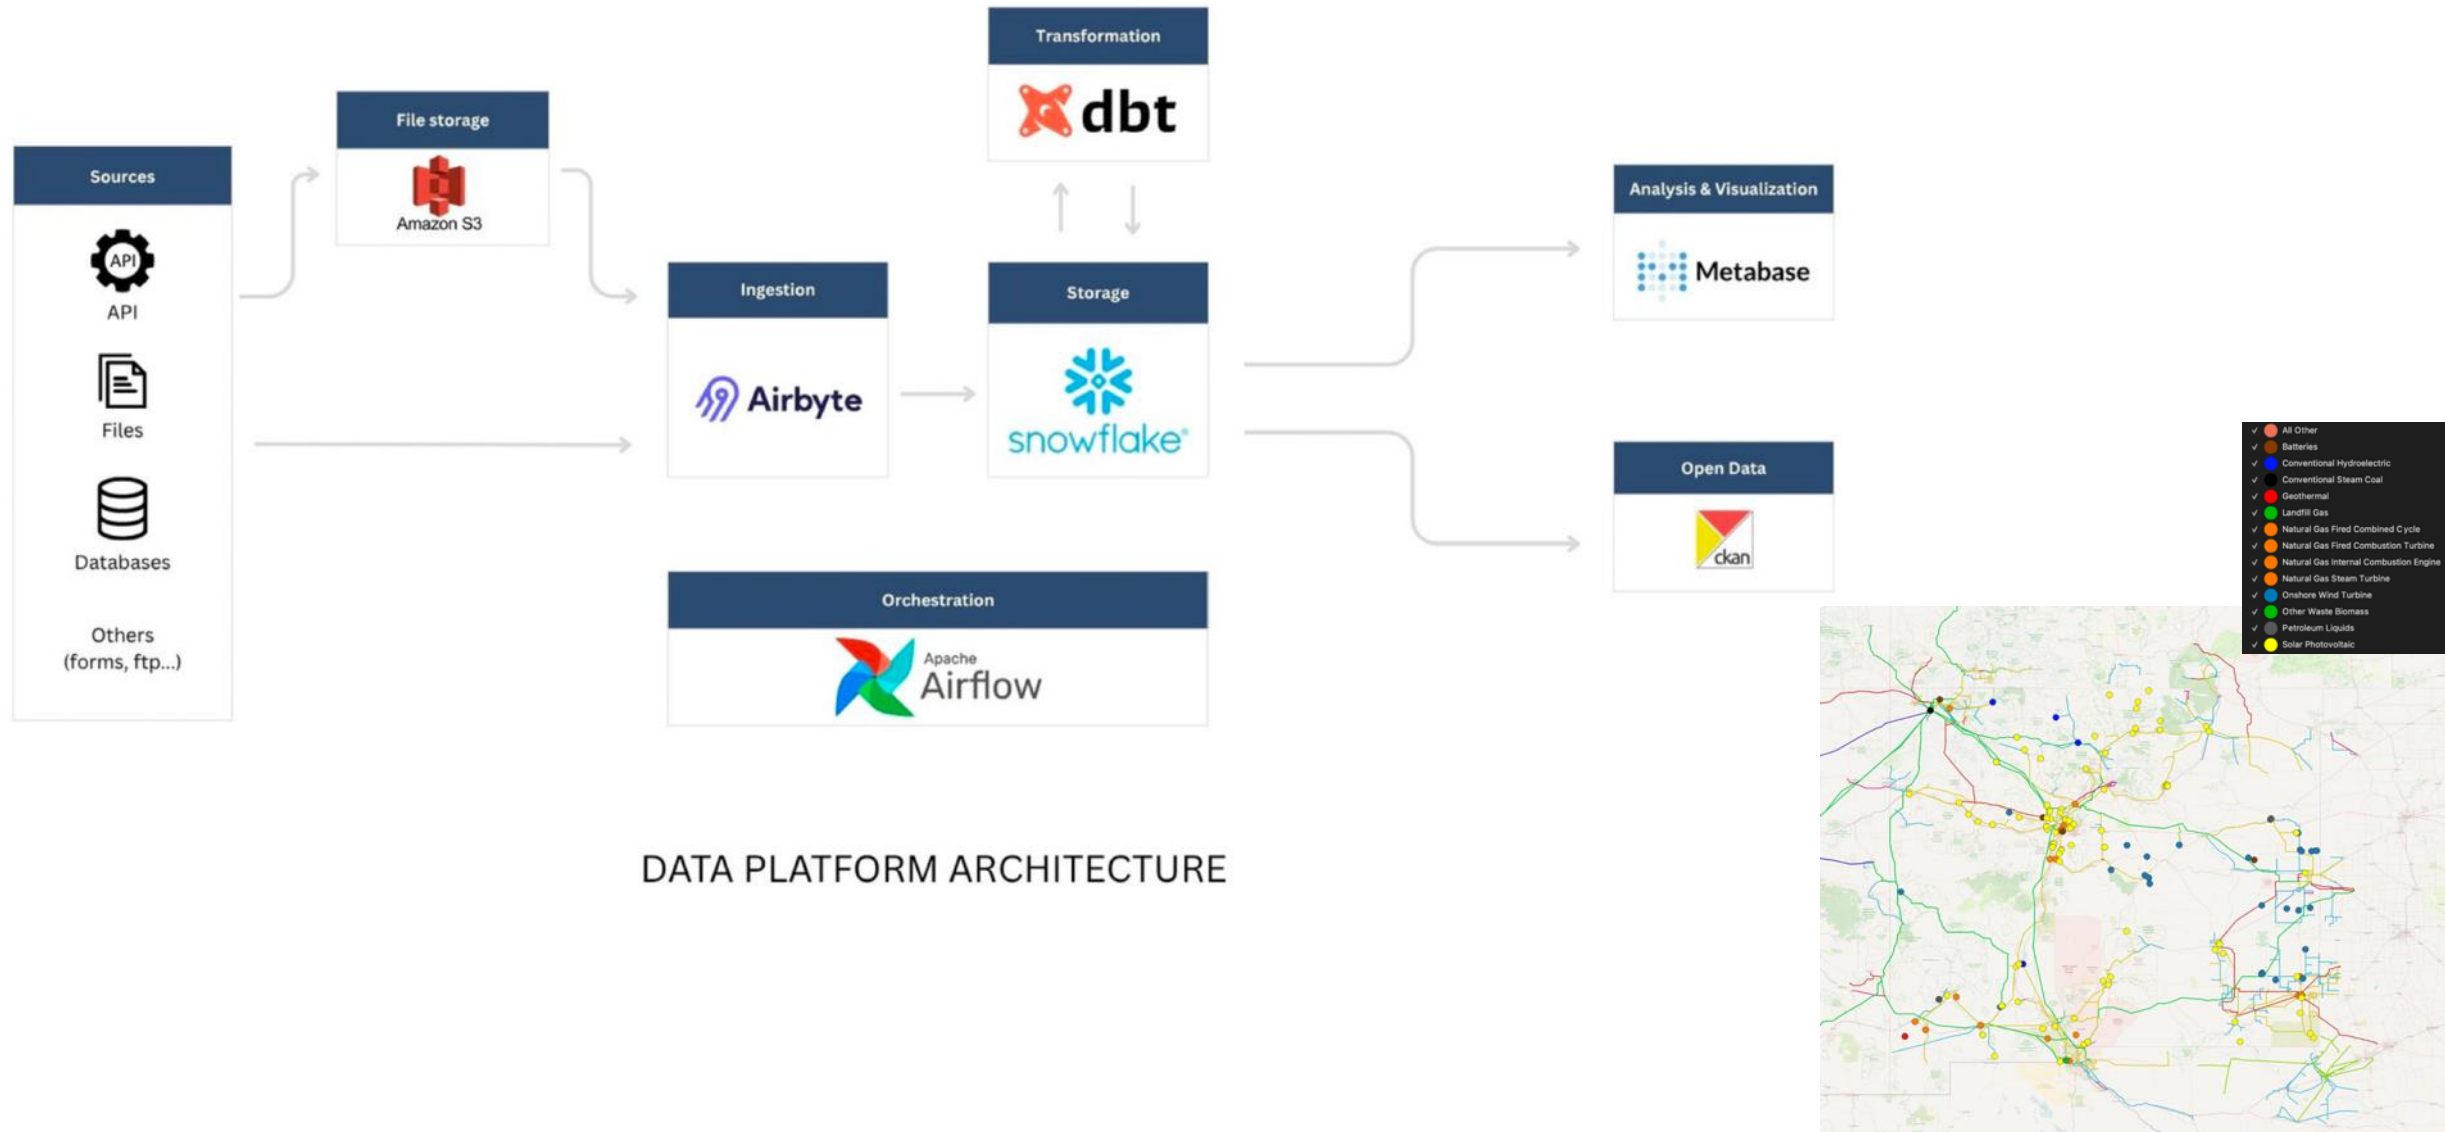 Sources
API
API
Files
Databases
Others
(forms, ftp...)
File storage
Amazon S3
Ingestion
Airbyte
Transformation
dbt
Storage
snowflake®
Orchestration
Apache
Airflow
Analysis & Visualization
Metabase
Open Data
ckan
DATA PLATFORM ARCHITECTURE
All Other
Batteries
Conventional Hydroelectric
Conventional Steam Coal
Geothermal
Landfill Gas
Natural Gas Fired Combined Cycle
Natural Gas Fired Combustion Turbine
Natural Gas Internal Combustion Engine
Natural Gas Steam Turbine
Onshore Wind Turbine
Other Waste Biomass
Petroleum Liquids
Solar Photovoltaic